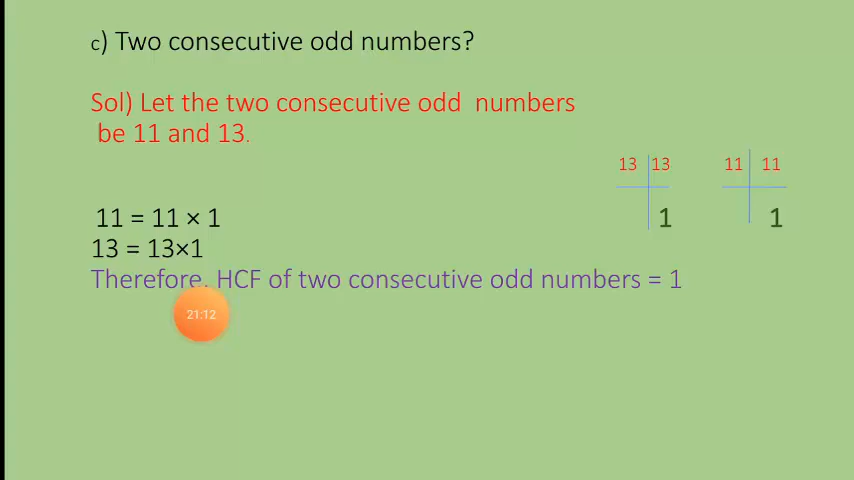 c) Two consecutive odd numbers?
Sol) Let the two consecutive odd numbers
be 11 and 13.
13 13
1
11 11
1
11 = 11 × 1
13 = 13×1
Therefore, HCF of two consecutive odd numbers = 1
21:12